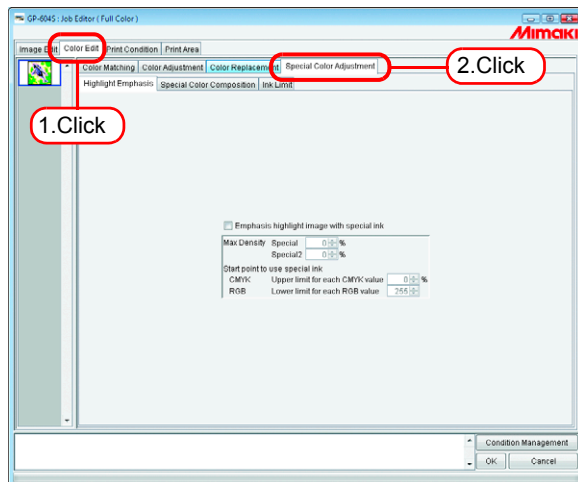 GP-604S : Job Editor ( Full Color )
Mimaki
Image Edit Color Edit Print Condition Print Area
Color Matching Color Adjustment Color Replacement Special Color Adjustment
2.Click
Highlight Emphasis Special Color Composition Ink Limit
1.Click
Emphasis highlight image with special ink
Max Density Special 0 %
Special2 0 %
Start point to use special ink
CMYK Upper limit for each CMYK value 0 %
RGB Lower limit for each RGB value 255
Condition Management
OK Cancel